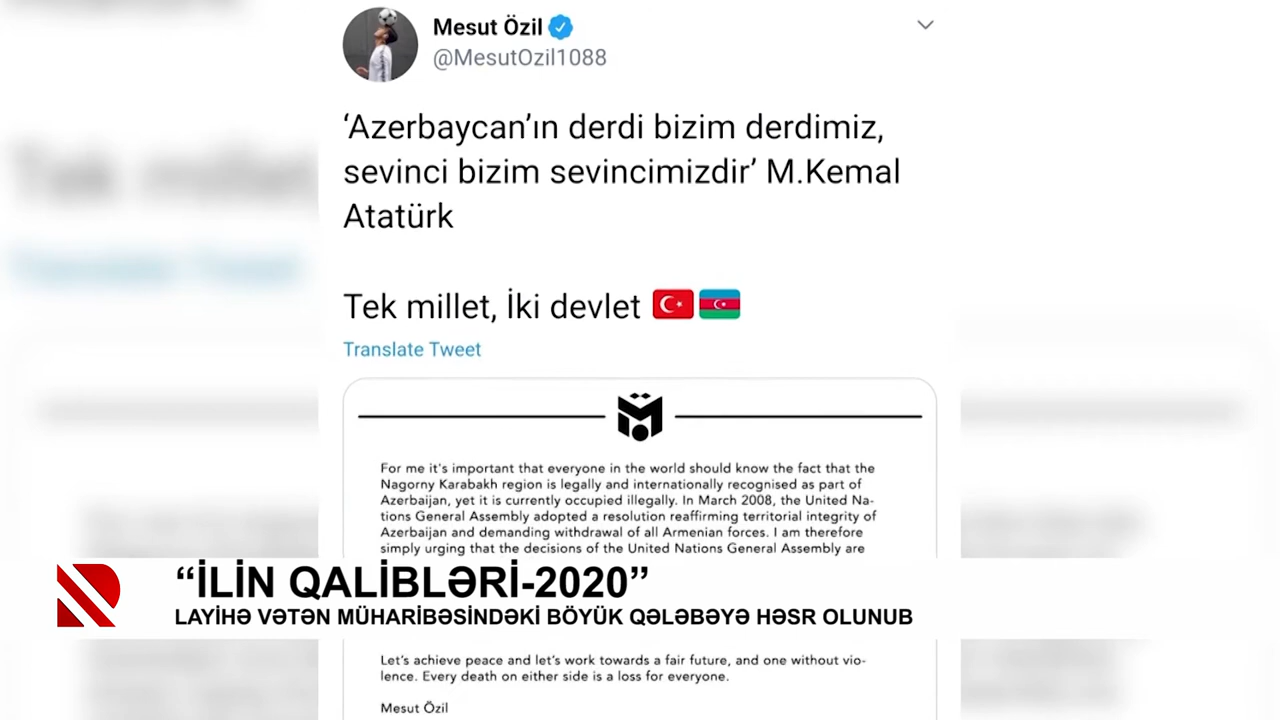 Mesut Özil
@MesutOzil1088
‘Azerbaycan’ın derdi bizim derdimiz,
sevinci bizim sevincimizdir’ M.Kemal
Atatürk
Tek millet, İki devlet
Translate Tweet
For me it's important that everyone in the world should know the fact that the
Nagorny Karabakh region is legally and internationally recognised as part of
Azerbaijan, yet it is currently occupied illegally. In March 2008, the United Na-
tions General Assembly adopted a resolution reaffirming territorial integrity of
Azerbaijan and demanding withdrawal of all Armenian forces. I am therefore
simply urging that the decisions of the United Nations General Assembly are
“İLİN QALİBLƏRİ-2020”
LAYİHƏ VƏTƏN MÜHARİBƏSİNDƏKİ BÖYÜK QƏLƏBƏYƏ HƏSR OLUNUB
Let's achieve peace and let's work towards a fair future, and one without vio-
lence. Every death on either side is a loss for everyone.
Mesut Özil